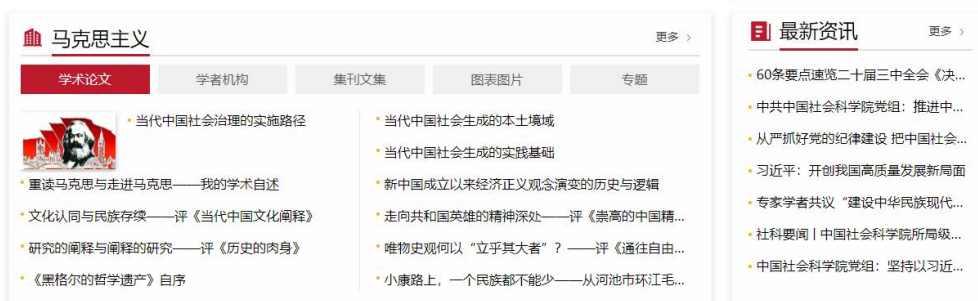 马克思主义
更多 >
学术论文
学者机构
集刊文集
图表图片
专题
当代中国社会治理的实施路径
重读马克思与走进马克思——我的学术自述
文化认同与民族存续——评《当代中国文化阐释》
研究的阐释与阐释的研究——评《历史的肉身》
《黑格尔的哲学遗产》自序
当代中国社会生成的本土境域
当代中国社会生成的实践基础
新中国成立以来经济正义观念演变的历史与逻辑
走向共和国英雄的精神深处——评《崇高的中国精...
唯物史观何以“立乎其大者”？——评《通往自由...
小康路上，一个民族都不能少——从河池市环江毛...
最新资讯
更多 >
60条要点速览二十届三中全会《决...
中共中国社会科学院党组：推进中...
从严抓好党的纪律建设 把中国社会...
习近平：开创我国高质量发展新局面
专家学者共议“建设中华民族现代...
社科要闻 | 中国社会科学院所局级...
中国社会科学院党组：坚持以习近...